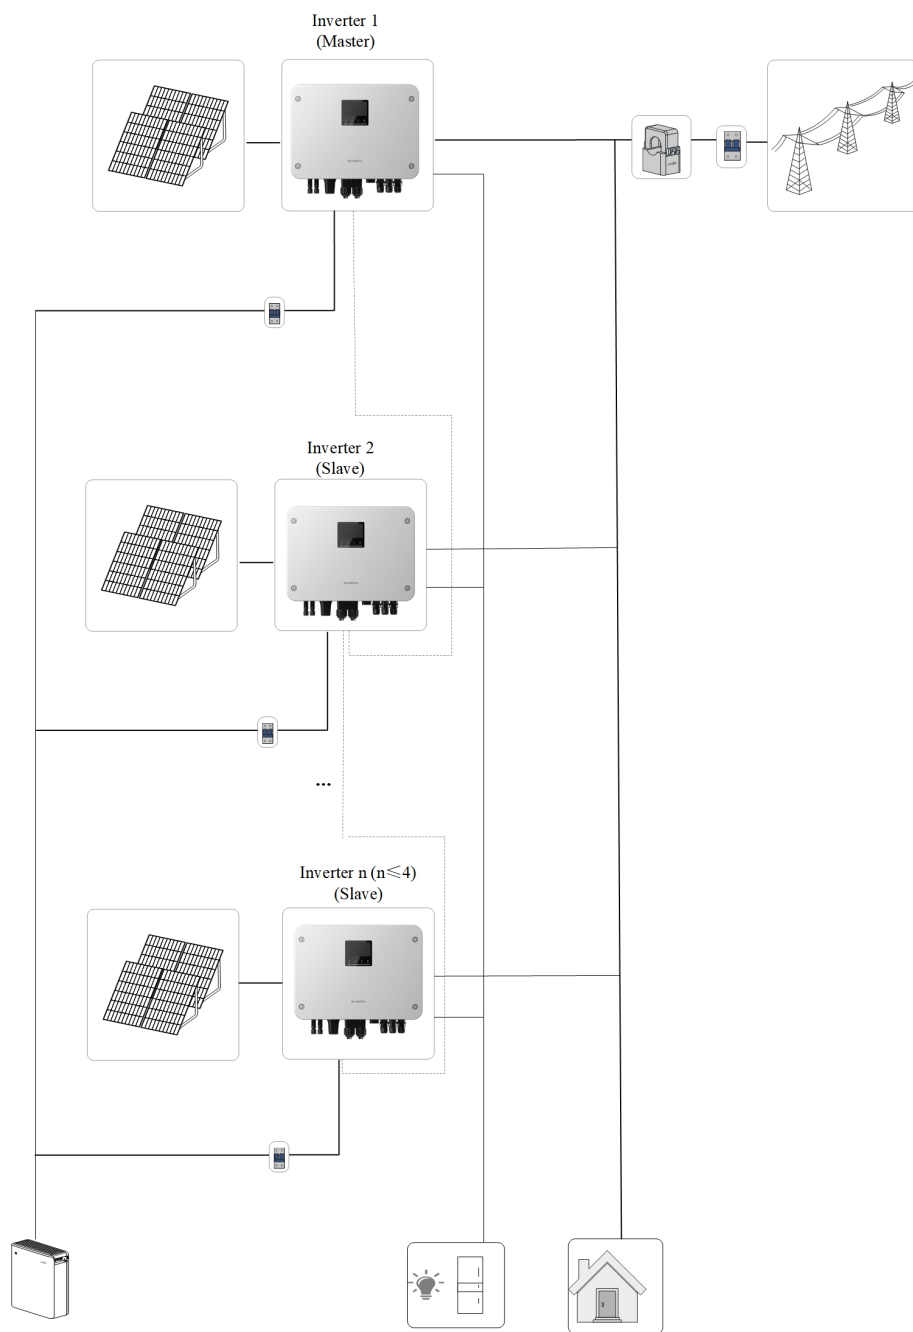 Inverter 1
(Master)
Inverter 2
(Slave)
...
Inverter n (n≤4)
(Slave)